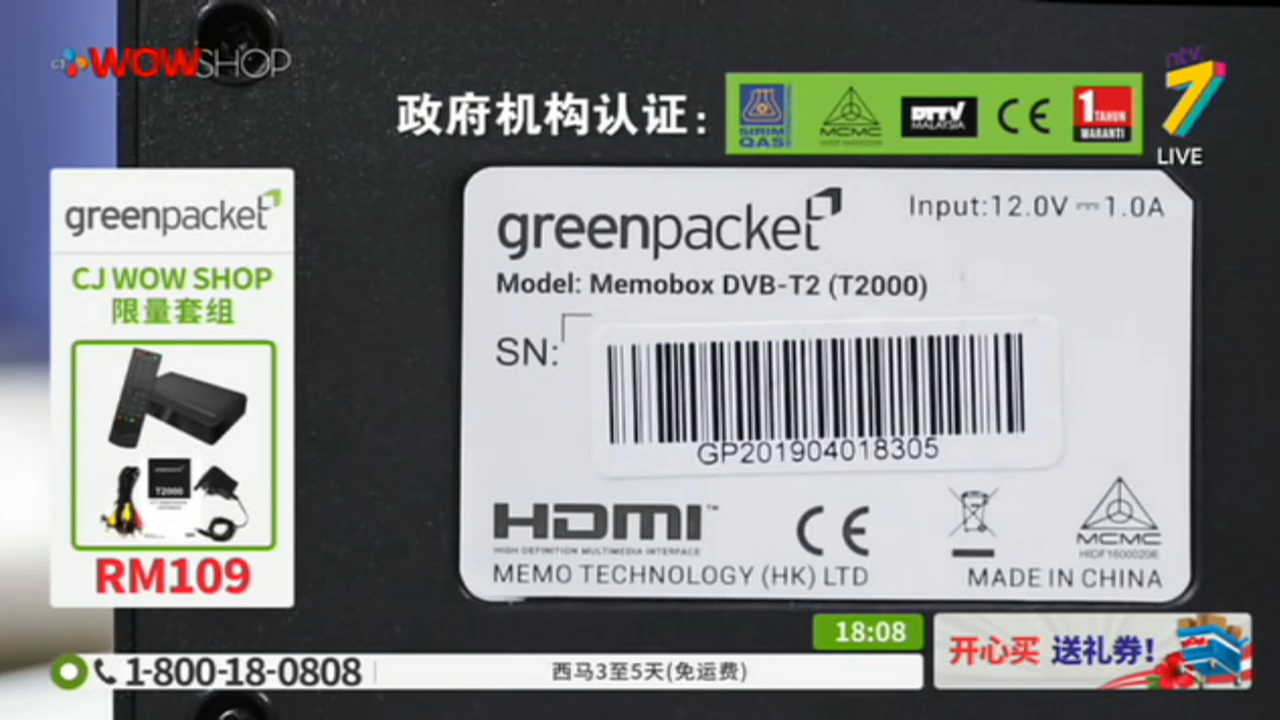 CJ WOWSHOP
政府机构认证:
SIRIM
QAS
MCMC
DTTV
MALAYSIA
CE
1 TAHUN
WARANTI
ntv7
LIVE
greenpacket
CJ WOW SHOP
限量套组
T2000
RM109
greenpacket
Input:12.0V ⎓ 1.0A
Model: Memobox DVB-T2 (T2000)
SN:
GP201904018305
HDMI™
HIGH DEFINITION MULTIMEDIA INTERFACE
CE
MCMC
MEMO TECHNOLOGY (HK) LTD
MADE IN CHINA
18:08
1-800-18-0808
西马3至5天(免运费)
开心买 送礼券!